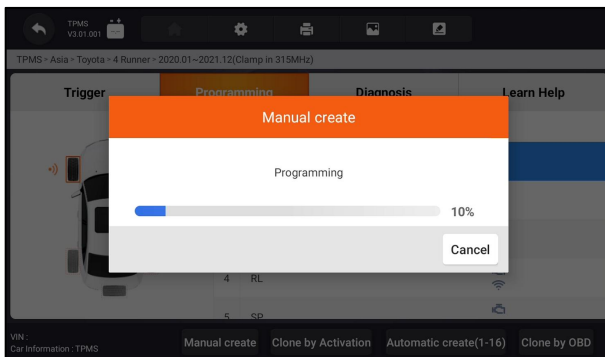 TPMS
V3.01.001
TPMS > Asia > Toyota > 4 Runner > 2020.01~2021.12(Clamp in 315MHz)
Trigger Programming Diagnosis Learn Help
Manual create
Programming
10%
Cancel
4 RL
5 SP
VIN :
Car Information : TPMS
Manual create Clone by Activation Automatic create(1-16) Clone by OBD